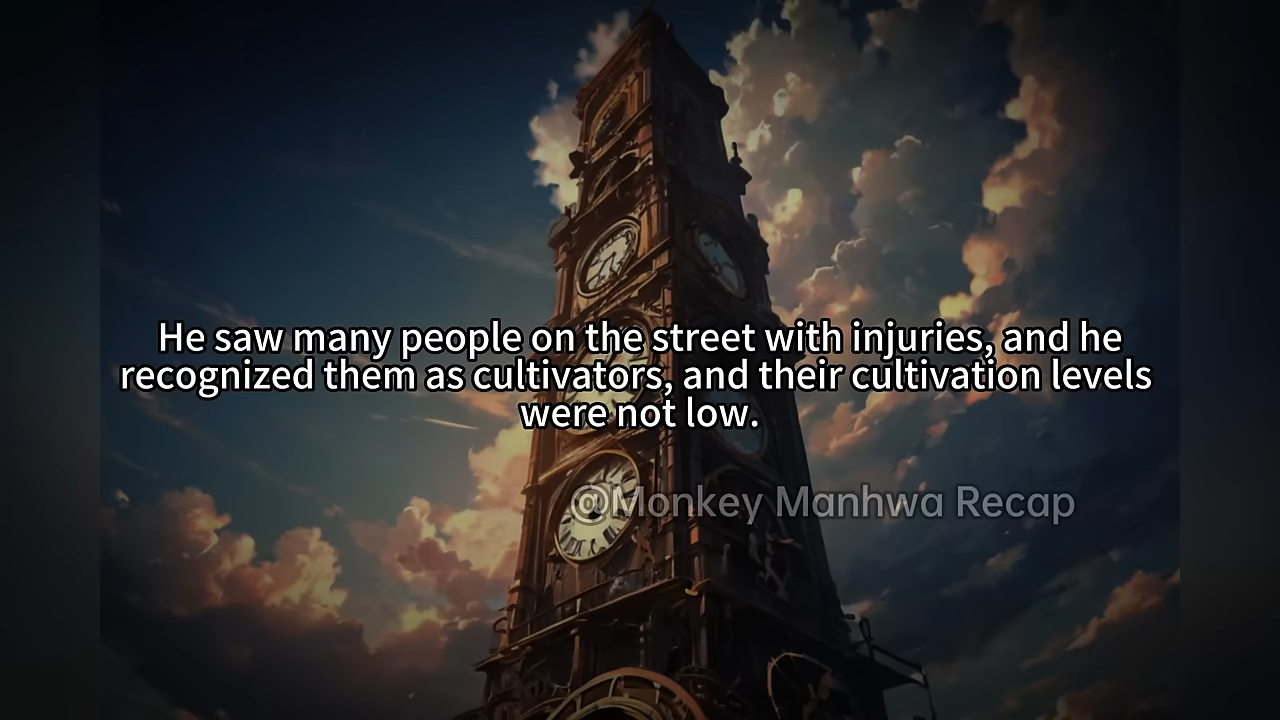 He saw many people on the street with injuries, and he
recognized them as cultivators, and their cultivation levels
were not low.
@Monkey Manhwa Recap